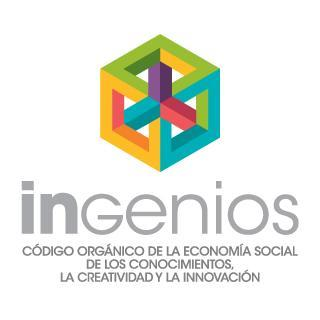 inGenios
CÓDIGO ORGÁNICO DE LA ECONOMÍA SOCIAL
DE LOS CONOCIMIENTOS,
LA CREATIVIDAD Y LA INNOVACIÓN